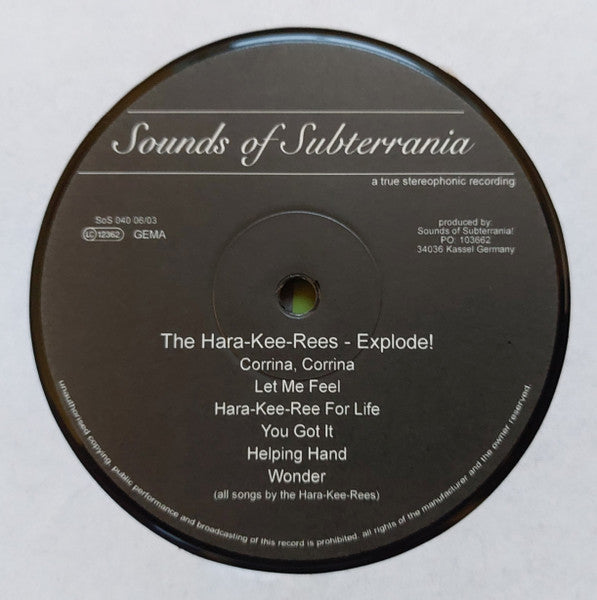 Sounds of Subterrania
a true stereophonic recording
SoS 040 06/03
LC 12362 GEMA
produced by:
Sounds of Subterrania!
PO: 103662
34036 Kassel Germany
The Hara-Kee-Rees - Explode!
Corrina, Corrina
Let Me Feel
Hara-Kee-Ree For Life
You Got It
Helping Hand
Wonder
(all songs by the Hara-Kee-Rees)
unauthorised copying, public performance and broadcasting of this record is prohibited. all rights of the manufacturer and the owner reserved.